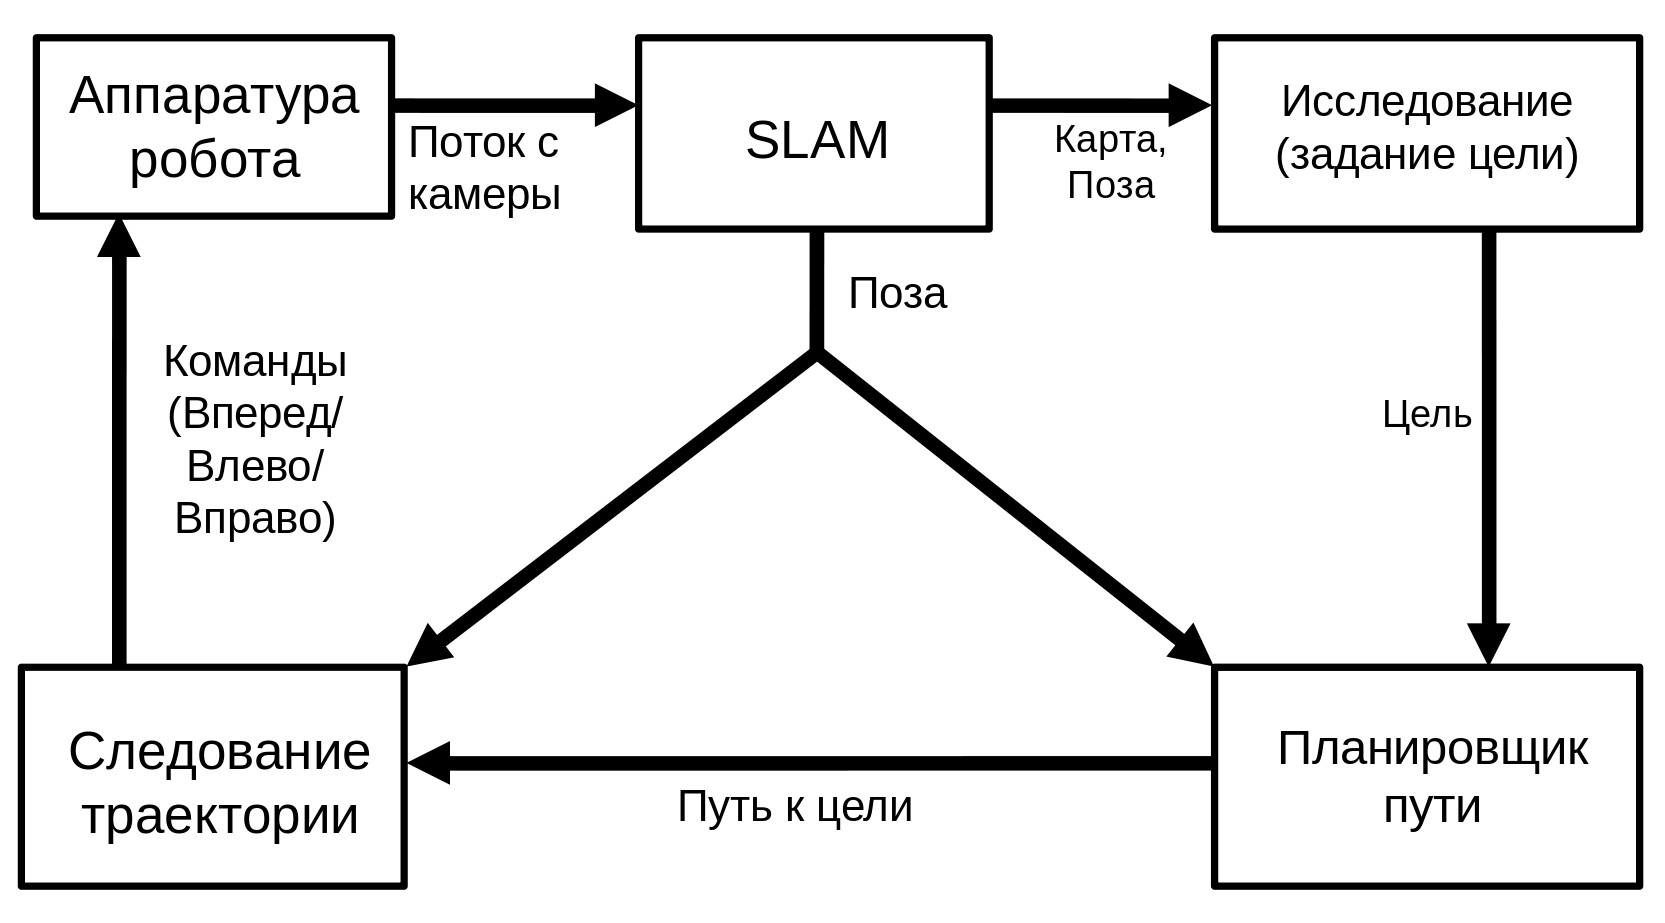 Аппаратура
робота
Поток с
камеры
SLAM
Карта,
Поза
Исследование
(задание цели)
Поза
Команды
(Вперед/
Влево/
Вправо)
Цель
Следование
траектории
Путь к цели
Планировщик
пути